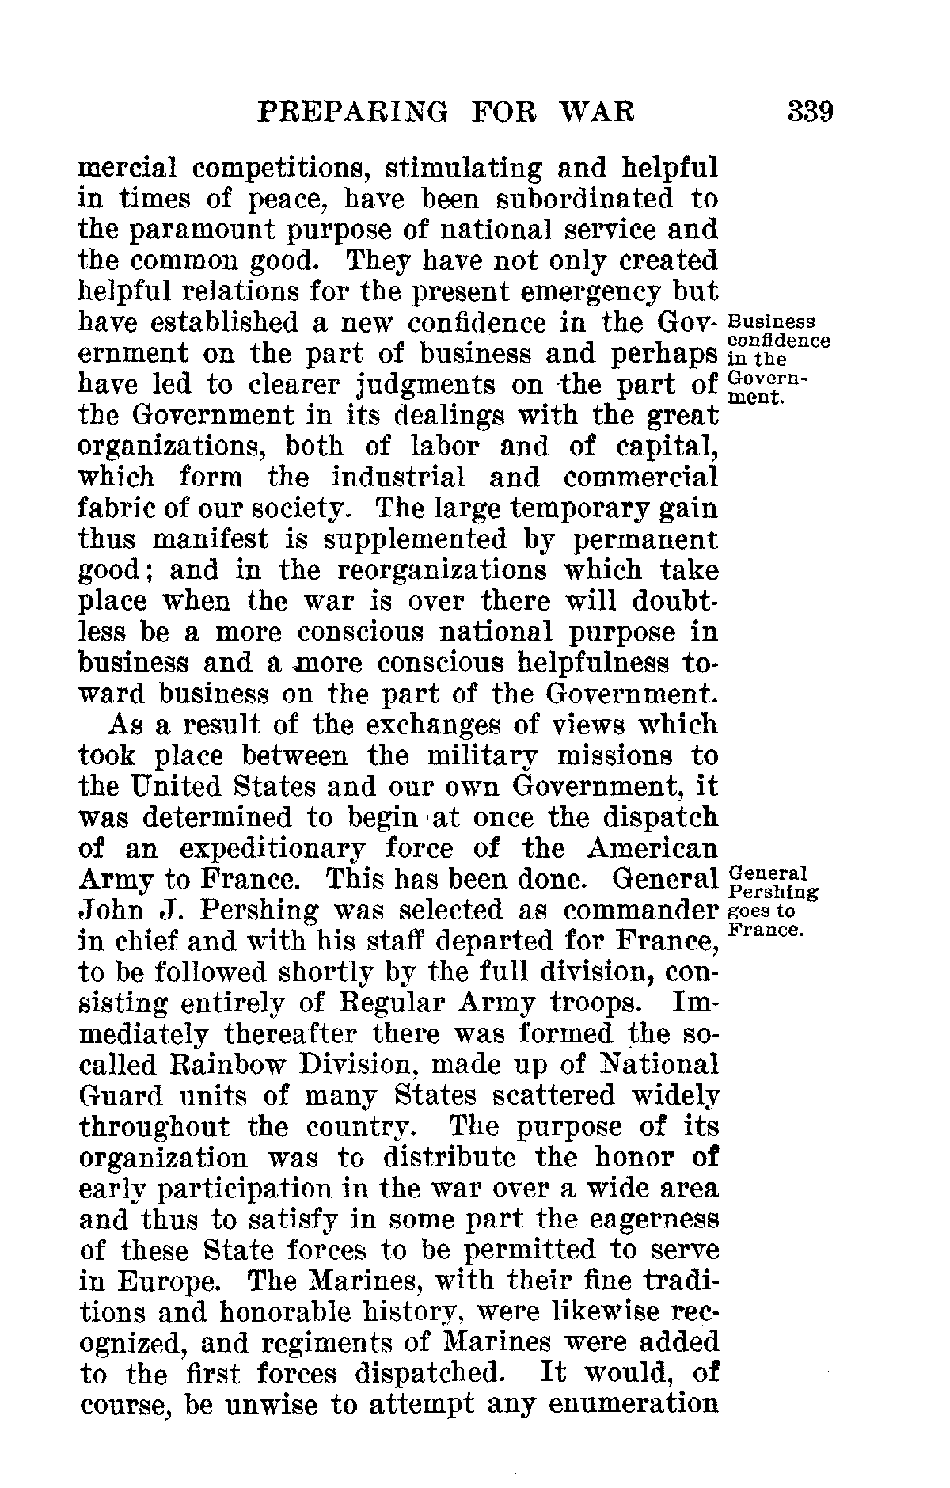 PREPARING FOR WAR 339
mercial competitions, stimulating and helpful
in times of peace, have been subordinated to
the paramount purpose of national service and
the common good. They have not only created
helpful relations for the present emergency but
have established a new confidence in the Gov-
ernment on the part of business and perhaps
have led to clearer judgments on the part of
the Government in its dealings with the great
organizations, both of labor and of capital,
which form the industrial and commercial
fabric of our society. The large temporary gain
thus manifest is supplemented by permanent
good; and in the reorganizations which take
place when the war is over there will doubt-
less be a more conscious national purpose in
business and a more conscious helpfulness to-
ward business on the part of the Government.
Business
confidence
in the
Govern-
ment.
As a result of the exchanges of views which
took place between the military missions to
the United States and our own Government, it
was determined to begin at once the dispatch
of an expeditionary force of the American
Army to France. This has been done. General
John J. Pershing was selected as commander
in chief and with his staff departed for France,
to be followed shortly by the full division, con-
sisting entirely of Regular Army troops. Im-
mediately thereafter there was formed the so-
called Rainbow Division, made up of National
Guard units of many States scattered widely
throughout the country. The purpose of its
organization was to distribute the honor of
early participation in the war over a wide area
and thus to satisfy in some part the eagerness
of these State forces to be permitted to serve
in Europe. The Marines, with their fine tradi-
tions and honorable history, were likewise rec-
ognized, and regiments of Marines were added
to the first forces dispatched. It would, of
course, be unwise to attempt any enumeration
General
Pershing
goes to
France.